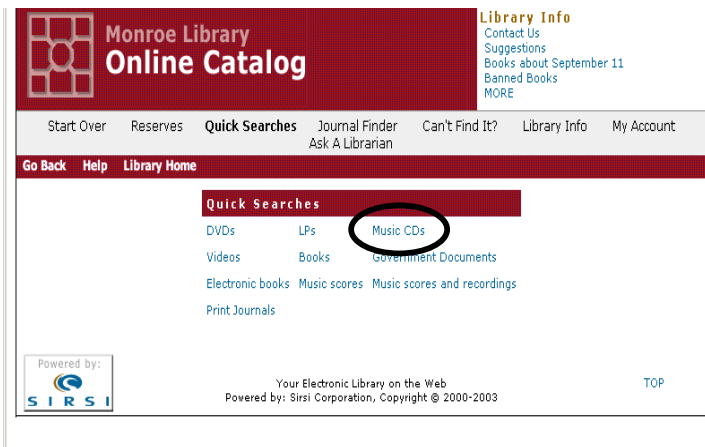 Monroe Library
Online Catalog
Library Info
Contact Us
Suggestions
Books about September 11
Banned Books
MORE
Start Over Reserves Quick Searches Journal Finder Can't Find It? Library Info My Account
Ask A Librarian
Go Back Help Library Home
Quick Searches
DVDs LPs Music CDs
Videos Books Government Documents
Electronic books Music scores Music scores and recordings
Print Journals
Powered by:
SIRSI
Your Electronic Library on the Web
Powered by: Sirsi Corporation, Copyright © 2000-2003
TOP